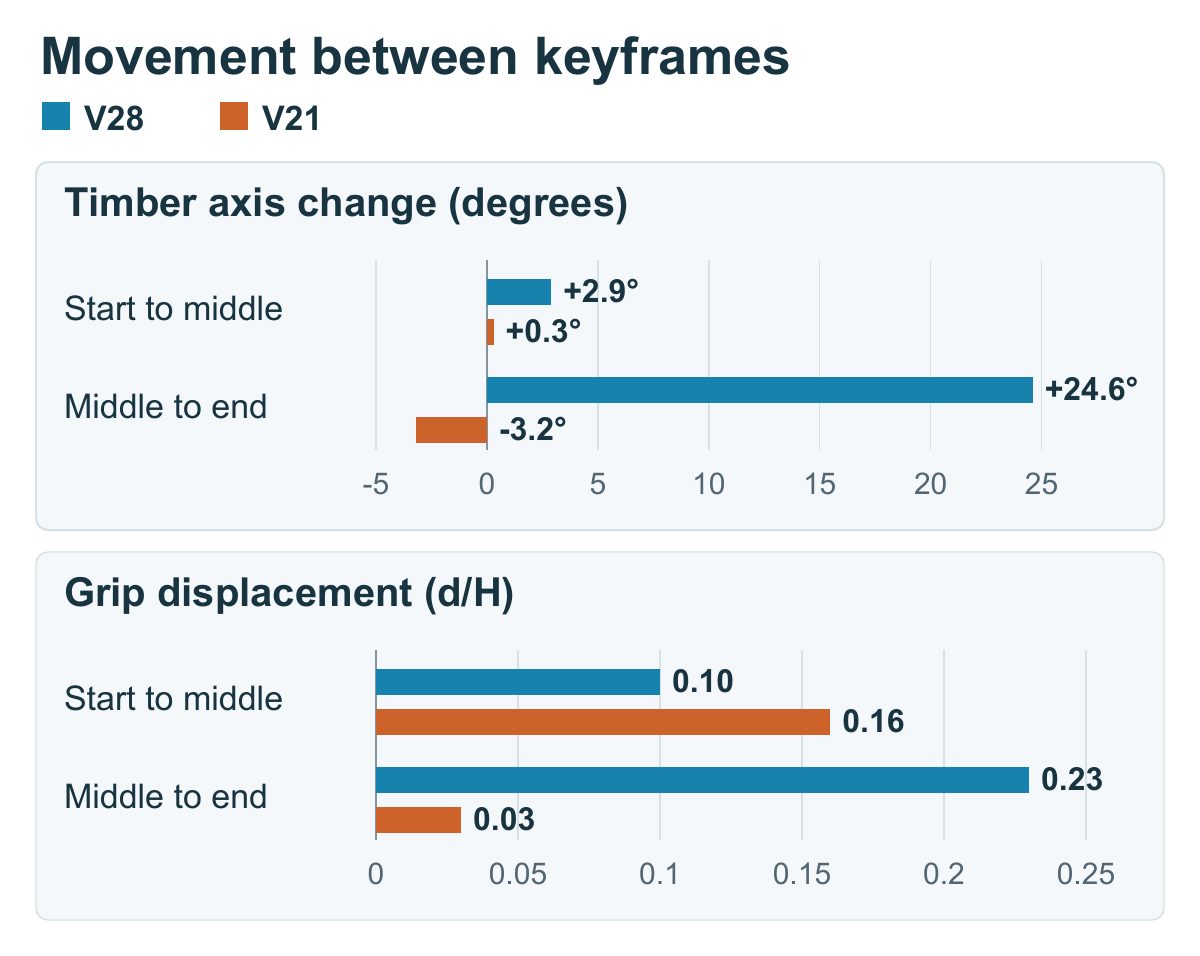 Movement between keyframes
V28 V21
Timber axis change (degrees)
Start to middle
+2.9°
+0.3°
Middle to end
+24.6°
-3.2°
-5 0 5 10 15 20 25
Grip displacement (d/H)
Start to middle
0.10
0.16
Middle to end
0.23
0.03
0 0.05 0.1 0.15 0.2 0.25